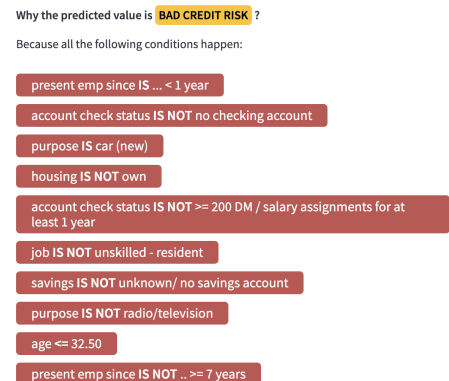 Why the predicted value is BAD CREDIT RISK ?
Because all the following conditions happen:
present emp since IS ... < 1 year
account check status IS NOT no checking account
purpose IS car (new)
housing IS NOT own
account check status IS NOT >= 200 DM / salary assignments for at
least 1 year
job IS NOT unskilled - resident
savings IS NOT unknown/ no savings account
purpose IS NOT radio/television
age <= 32.50
present emp since IS NOT .. >= 7 years